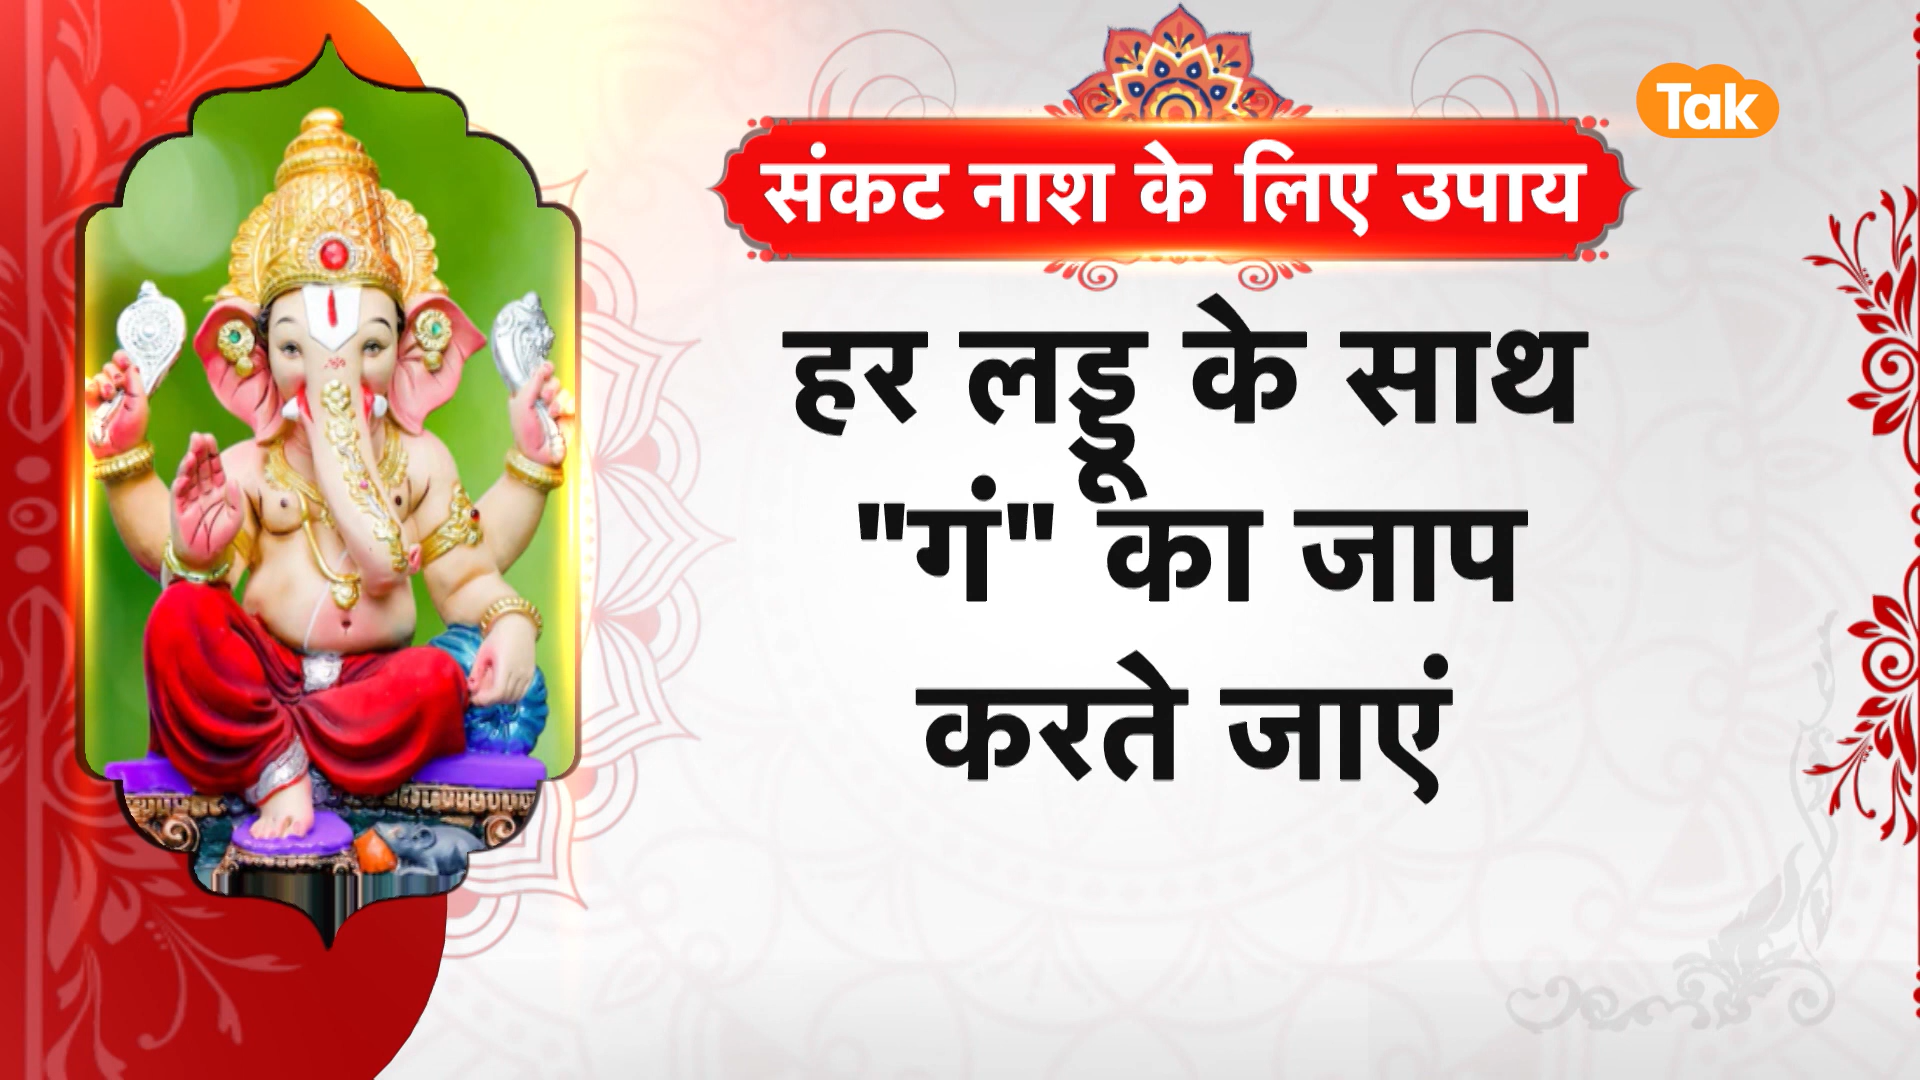 Tak
संकट नाश के लिए उपाय
हर लड्डू के साथ
"गं" का जाप
करते जाएं